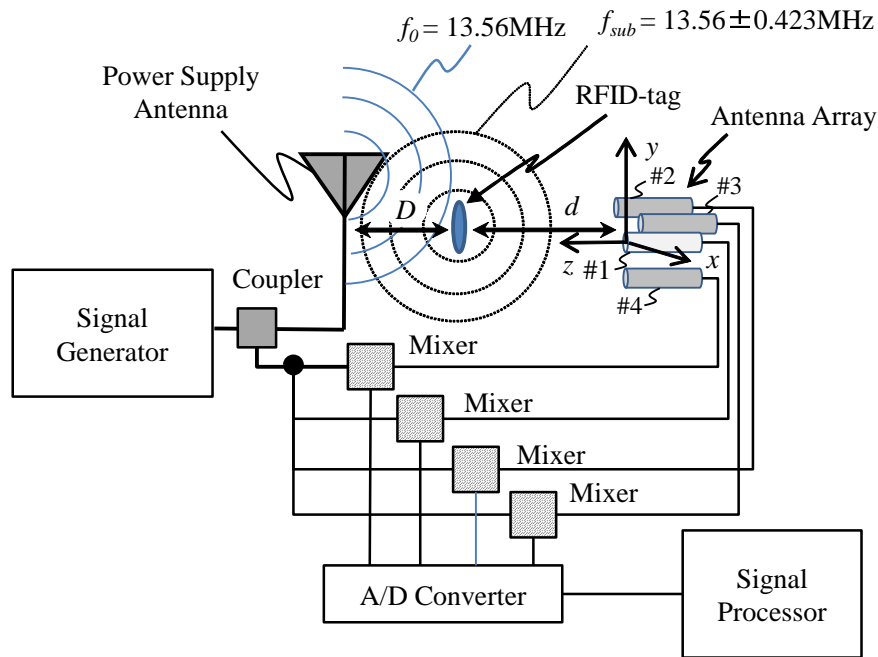 f0 = 13.56MHz
fsub = 13.56±0.423MHz
Power Supply
Antenna
RFID-tag
Antenna Array
y
#2
#3
D
d
z
#1
x
#4
Coupler
Signal
Generator
Mixer
Mixer
Mixer
Mixer
A/D Converter
Signal
Processor